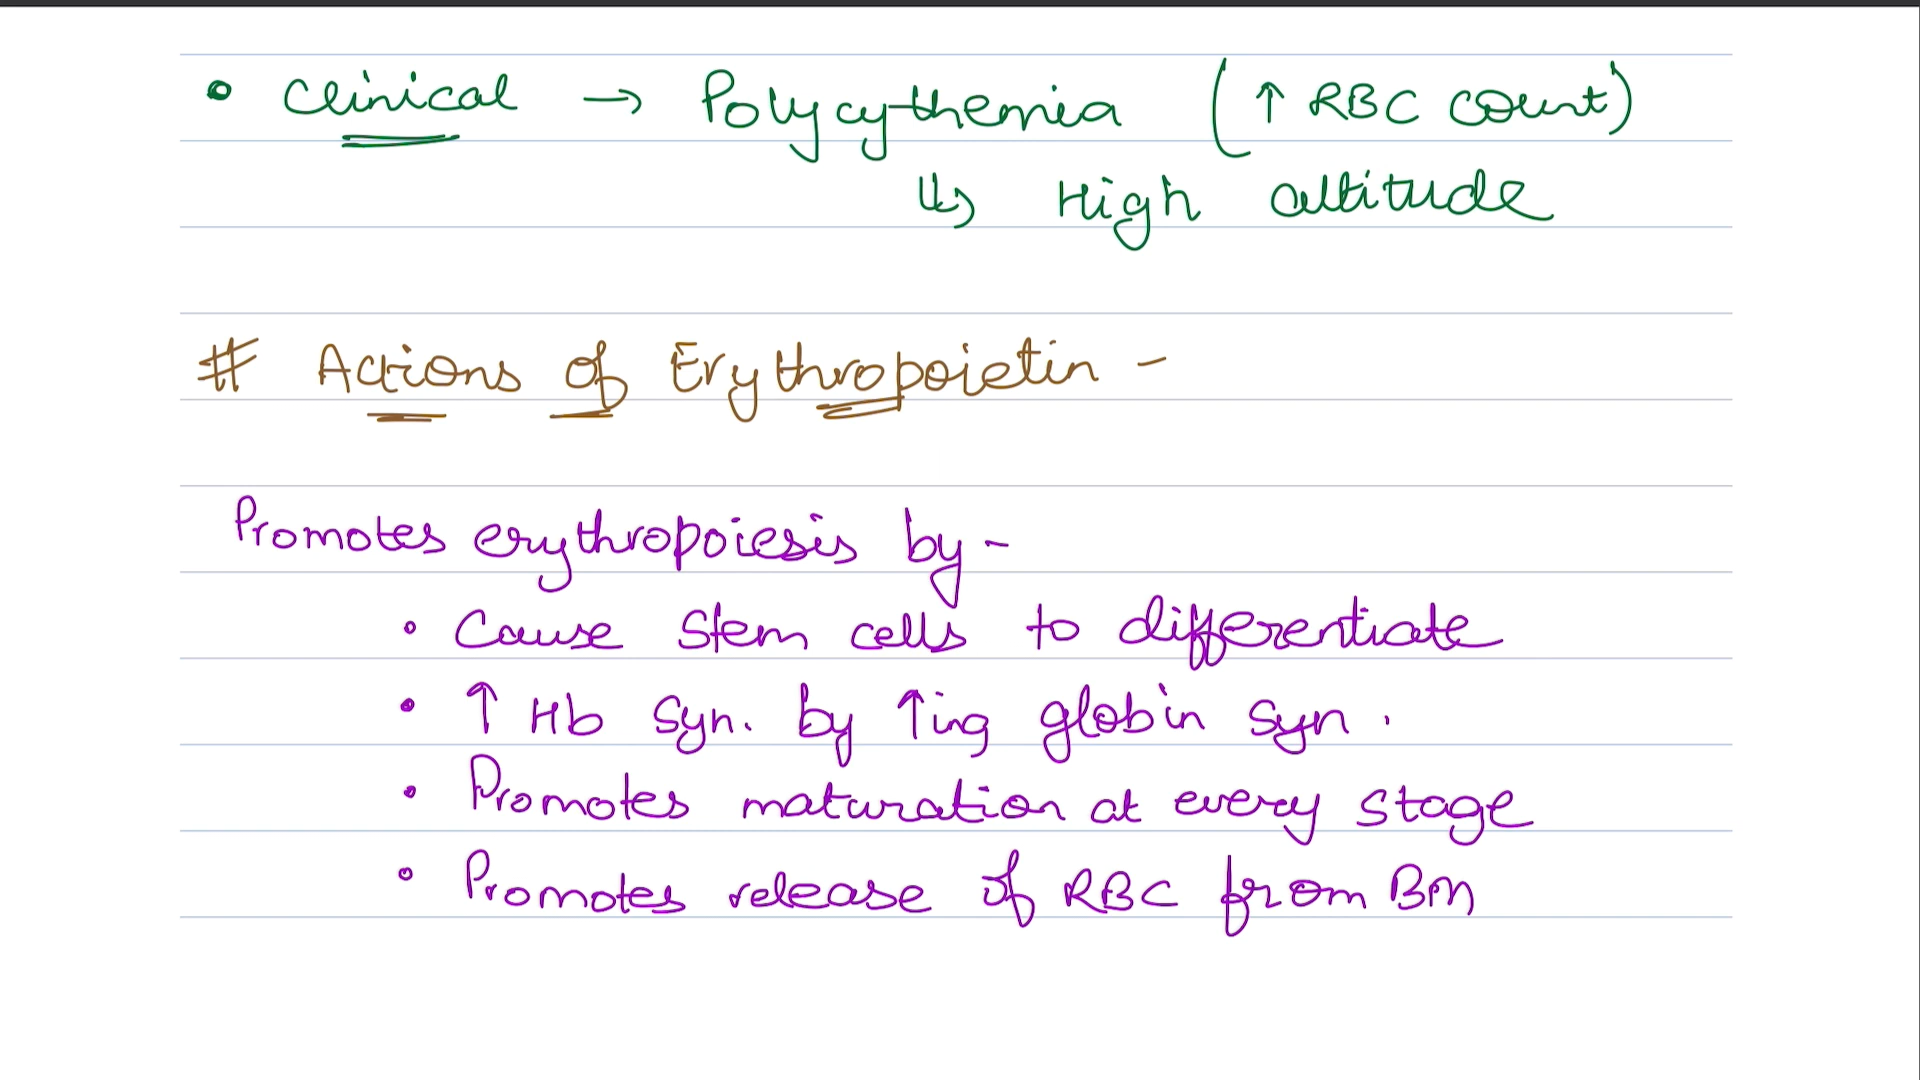 • Clinical → Polycythemia (↑ RBC count)
↳ High altitude
# Actions of Erythropoietin -
Promotes erythropoiesis by -
• Cause stem cells to differentiate
• ↑ Hb syn. by ↑ing globin syn.
• Promotes maturation at every stage
• Promotes release of RBC from BM